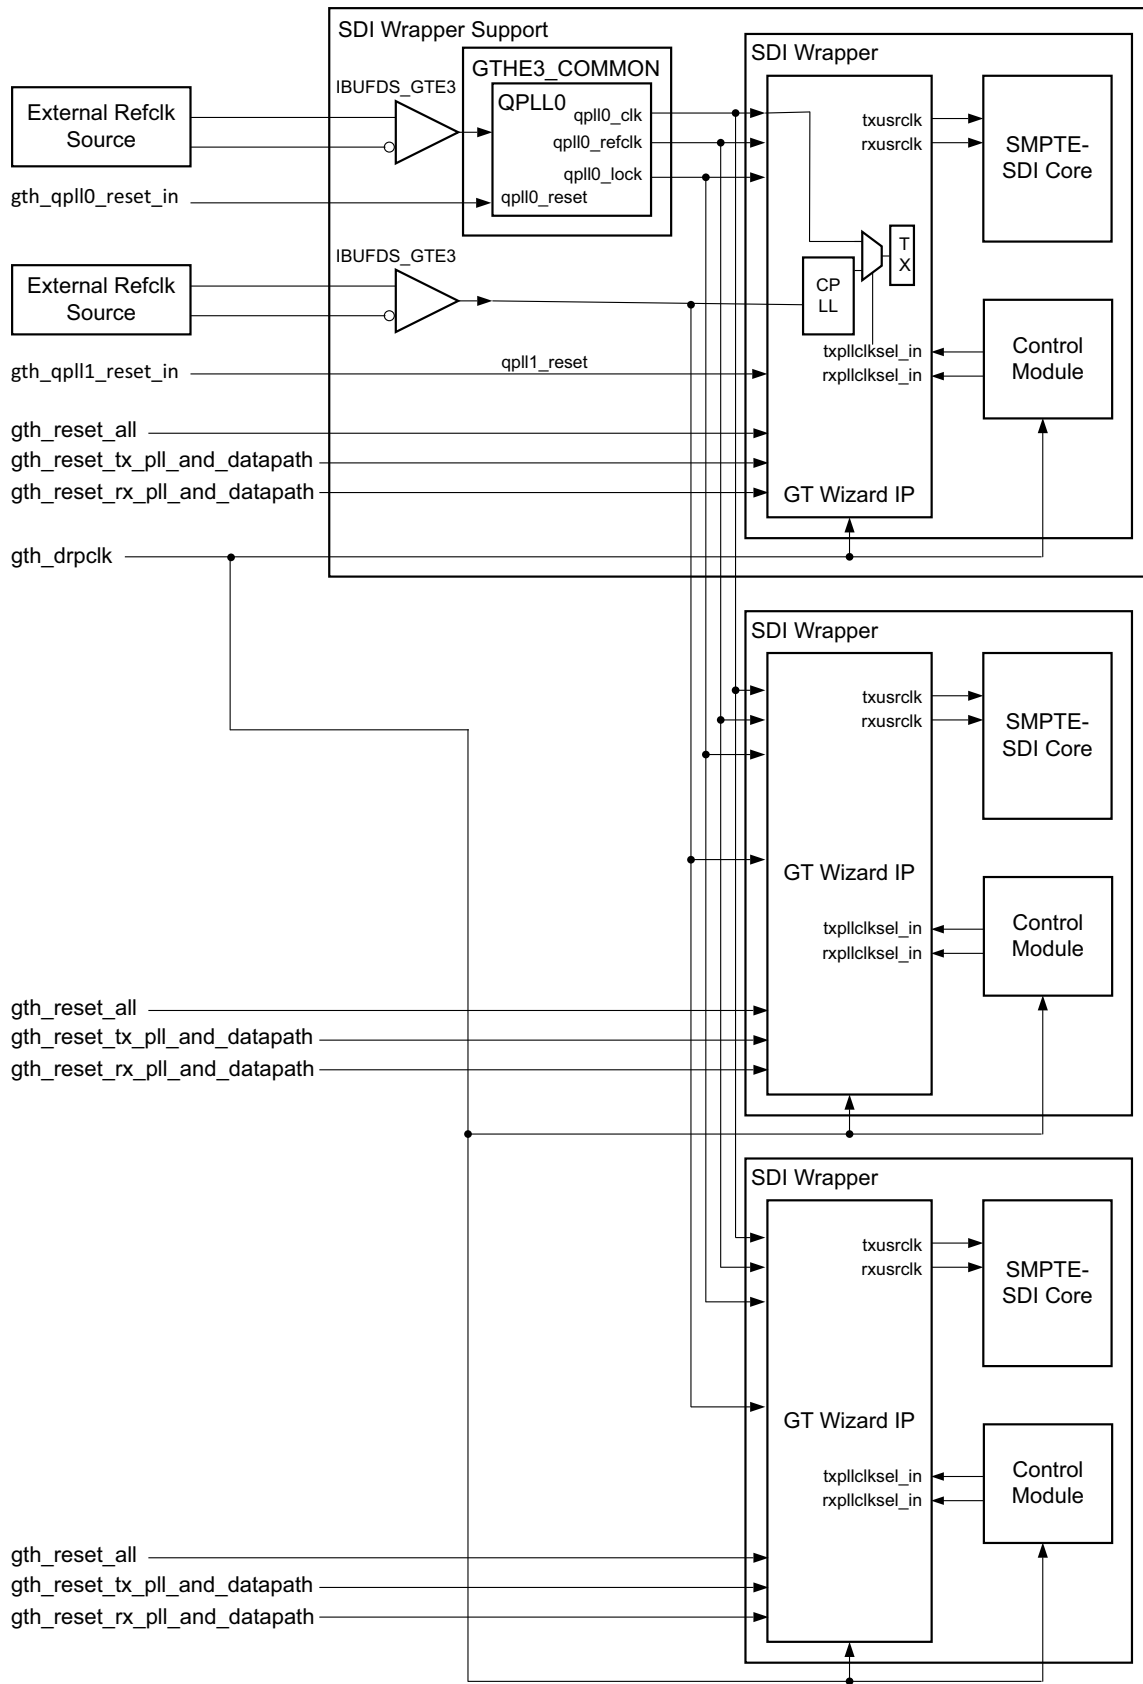 SDI Wrapper Support
SDI Wrapper
GTHE3_COMMON
IBUFDS_GTE3
QPLL0
External Refclk
Source
qpll0_clk
qpll0_refclk
qpll0_lock
qpll0_reset
gth_qpll0_reset_in
txusrclk
rxusrclk
SMPTE-
SDI Core
IBUFDS_GTE3
External Refclk
Source
T
X
CP
LL
txpllclksel_in
rxpllclksel_in
Control
Module
gth_qpll1_reset_in
qpll1_reset
gth_reset_all
gth_reset_tx_pll_and_datapath
gth_reset_rx_pll_and_datapath
GT Wizard IP
gth_drpclk
SDI Wrapper
txusrclk
rxusrclk
SMPTE-
SDI Core
GT Wizard IP
txpllclksel_in
rxpllclksel_in
Control
Module
gth_reset_all
gth_reset_tx_pll_and_datapath
gth_reset_rx_pll_and_datapath
SDI Wrapper
txusrclk
rxusrclk
SMPTE-
SDI Core
GT Wizard IP
txpllclksel_in
rxpllclksel_in
Control
Module
gth_reset_all
gth_reset_tx_pll_and_datapath
gth_reset_rx_pll_and_datapath